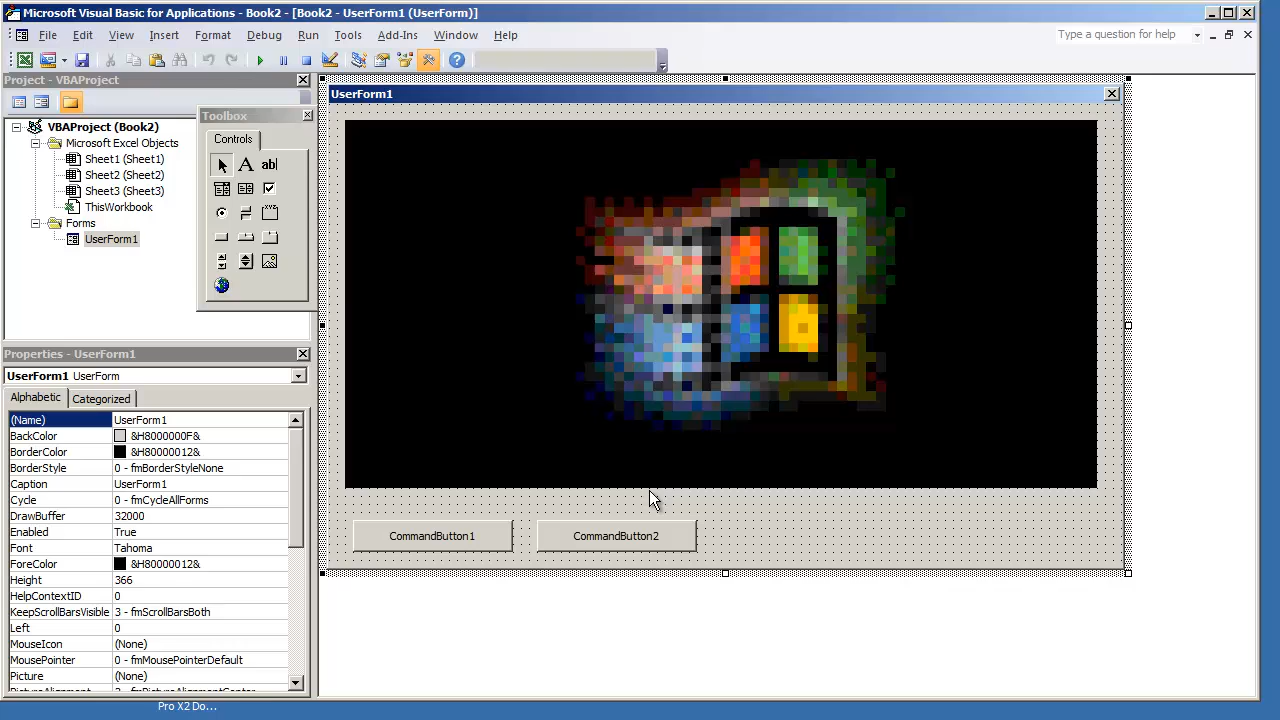 Microsoft Visual Basic for Applications - Book2 - [Book2 - UserForm1 (UserForm)]
File Edit View Insert Format Debug Run Tools Add-Ins Window Help
Type a question for help
Project - VBAProject
VBAProject (Book2)
Microsoft Excel Objects
Sheet1 (Sheet1)
Sheet2 (Sheet2)
Sheet3 (Sheet3)
ThisWorkbook
Forms
UserForm1
Toolbox
Controls
A ab|
UserForm1
CommandButton1 CommandButton2
Properties - UserForm1
UserForm1 UserForm
Alphabetic Categorized
(Name) UserForm1
BackColor &H8000000F&
BorderColor &H80000012&
BorderStyle 0 - fmBorderStyleNone
Caption UserForm1
Cycle 0 - fmCycleAllForms
DrawBuffer 32000
Enabled True
Font Tahoma
ForeColor &H80000012&
Height 366
HelpContextID 0
KeepScrollBarsVisible 3 - fmScrollBarsBoth
Left 0
MouseIcon (None)
MousePointer 0 - fmMousePointerDefault
Picture (None)
PictureAlignment 2 - fmPictureAlignmentCenter
Pro X2 Do...